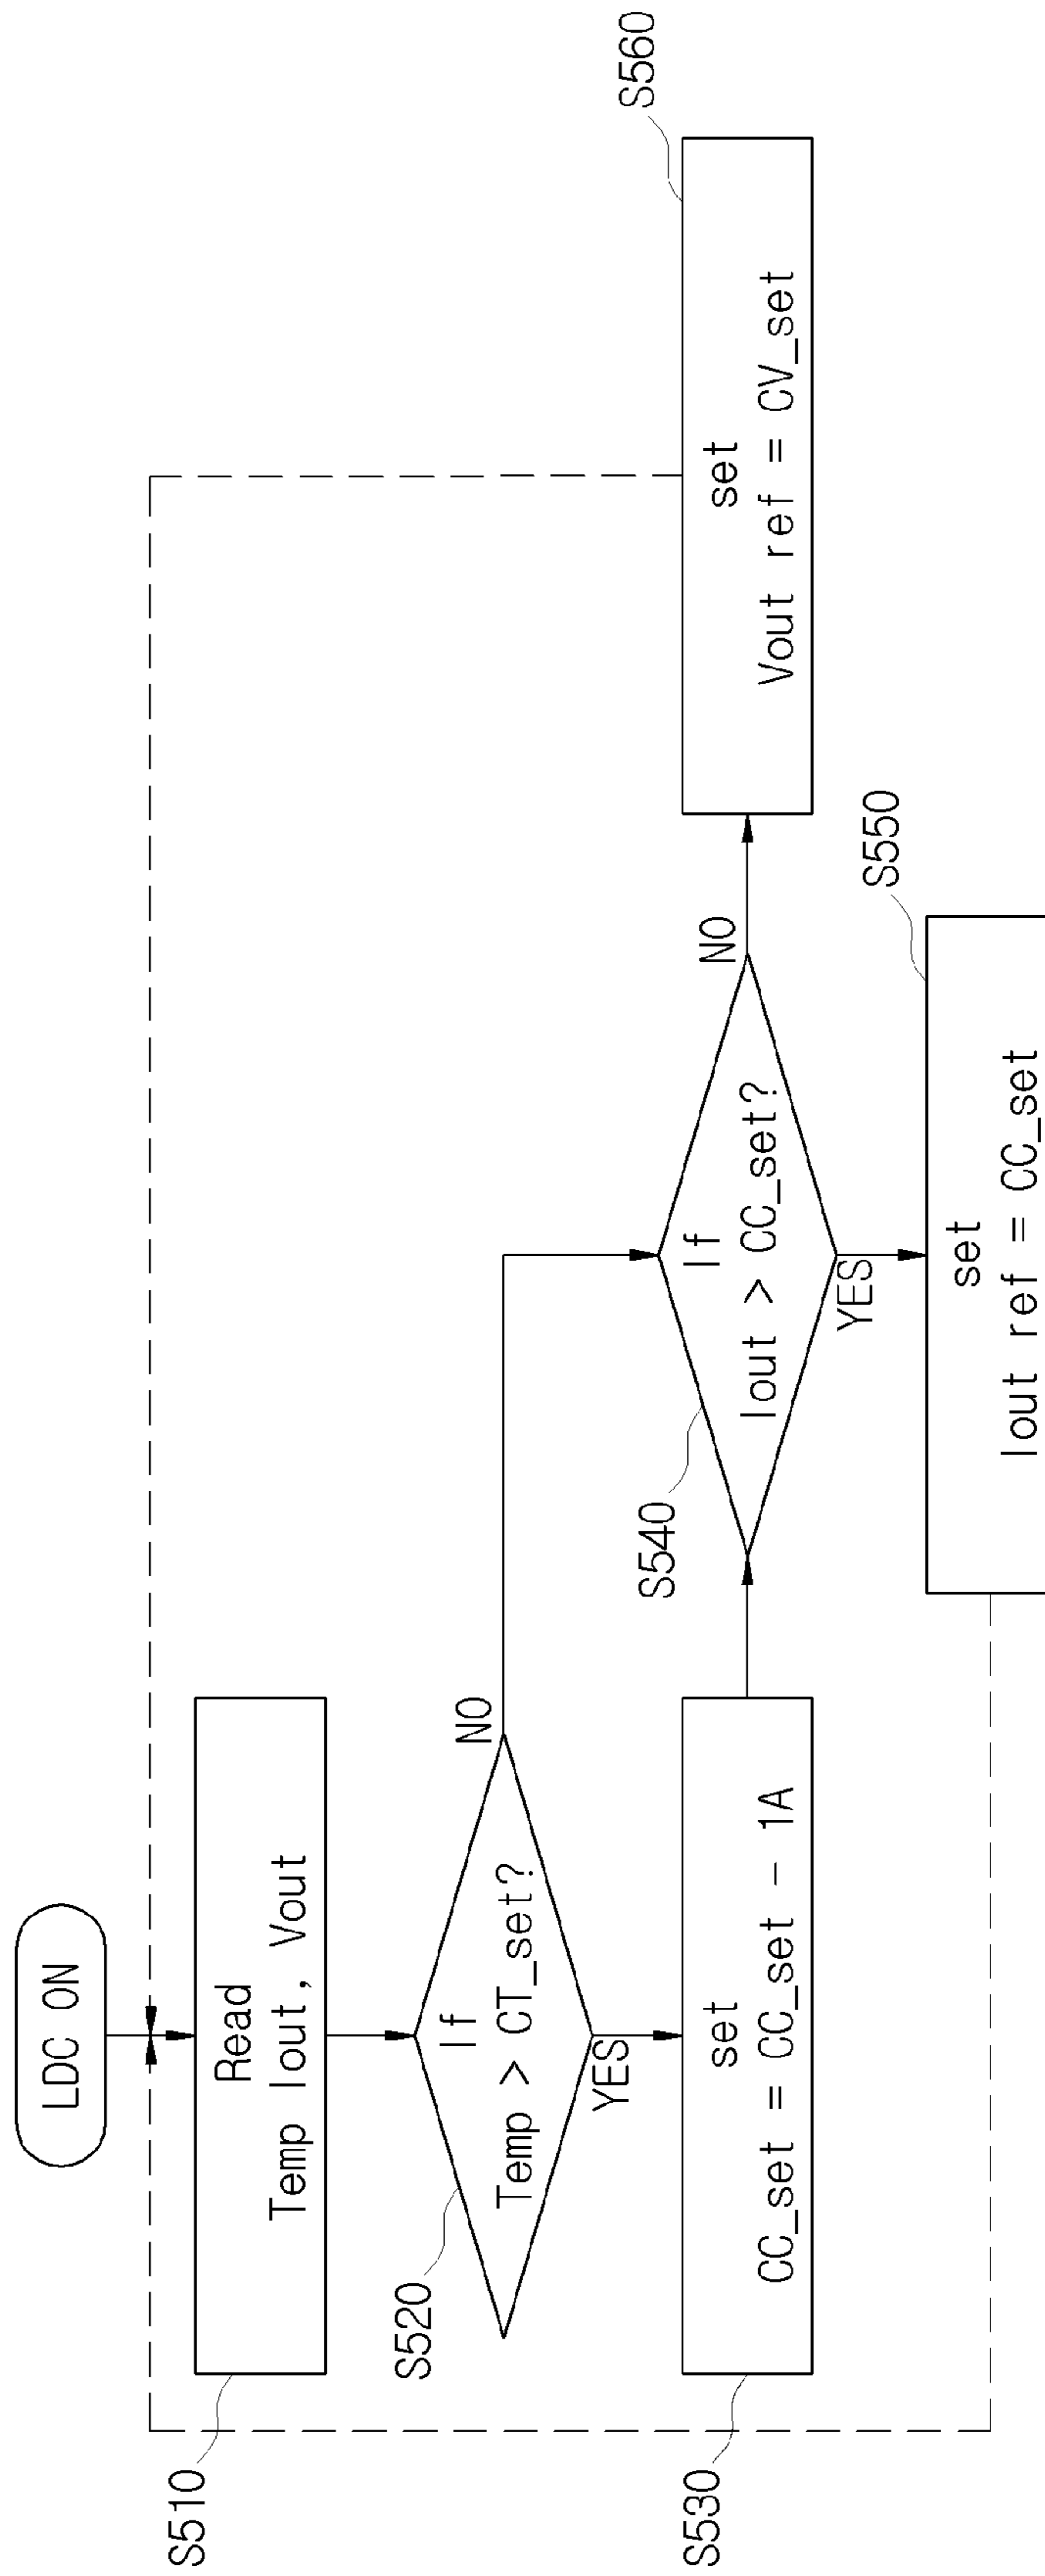 LDC ON
S510
Read
Temp Iout, Vout
S520
If
Temp > CT_set?
NO
YES
S530
set
CC_set = CC_set - 1A
S540
If
Iout > CC_set?
NO
YES
S550
set
Iout ref = CC_set
S560
set
Vout ref = CV_set